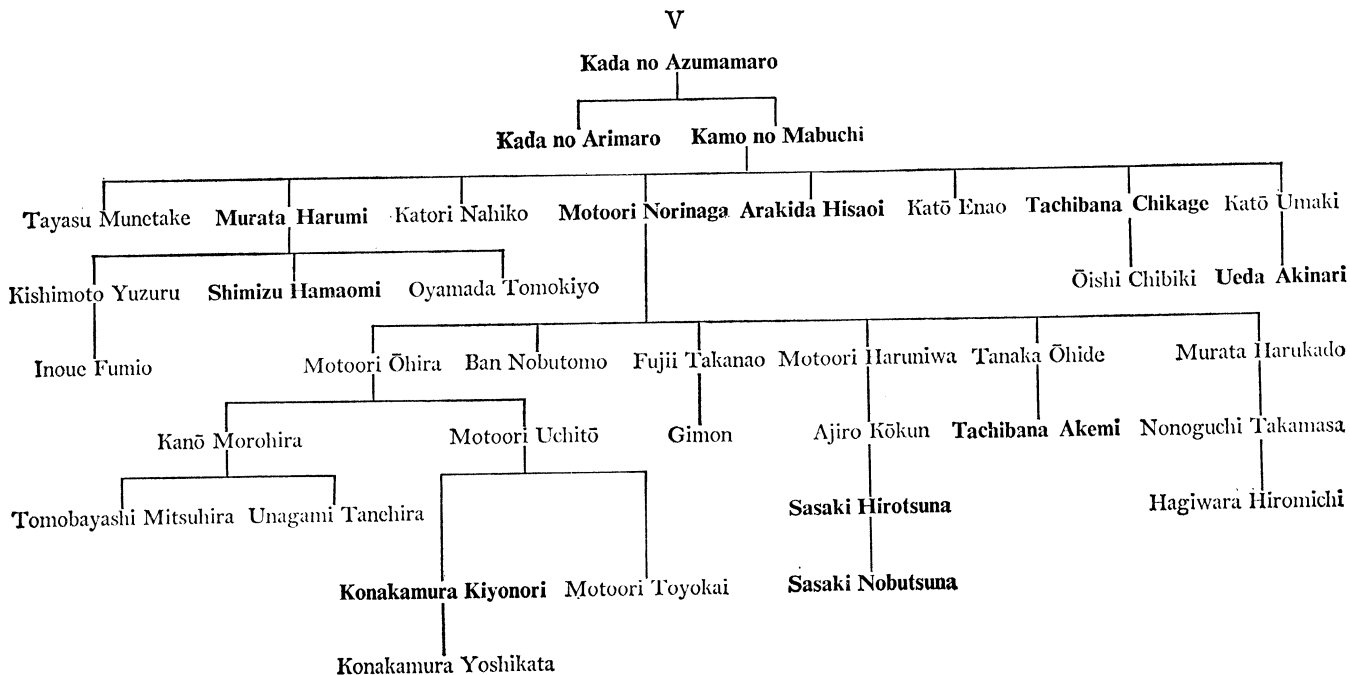 V
Kada no Azumamaro
Kada no Arimaro Kamo no Mabuchi
Tayasu Munetake Murata Harumi Katori Nahiko Motoori Norinaga Arakida Hisaoi Katō Enao Tachibana Chikage Katō Umaki
Kishimoto Yuzuru Shimizu Hamaomi Oyamada Tomokiyo Ōishi Chibiki Ueda Akinari
Inoue Fumio Motoori Ōhira Ban Nobutomo Fujii Takanao Motoori Haruniwa Tanaka Ōhide Murata Harukado
Kanō Morohira Motoori Uchitō Gimon Ajiro Kōkun Tachibana Akemi Nonoguchi Takamasa
Tomobayashi Mitsuhira Unagami Tanehira Sasaki Hirotsuna Hagiwara Hiromichi
Konakamura Kiyonori Motoori Toyokai Sasaki Nobutsuna
Konakamura Yoshikata